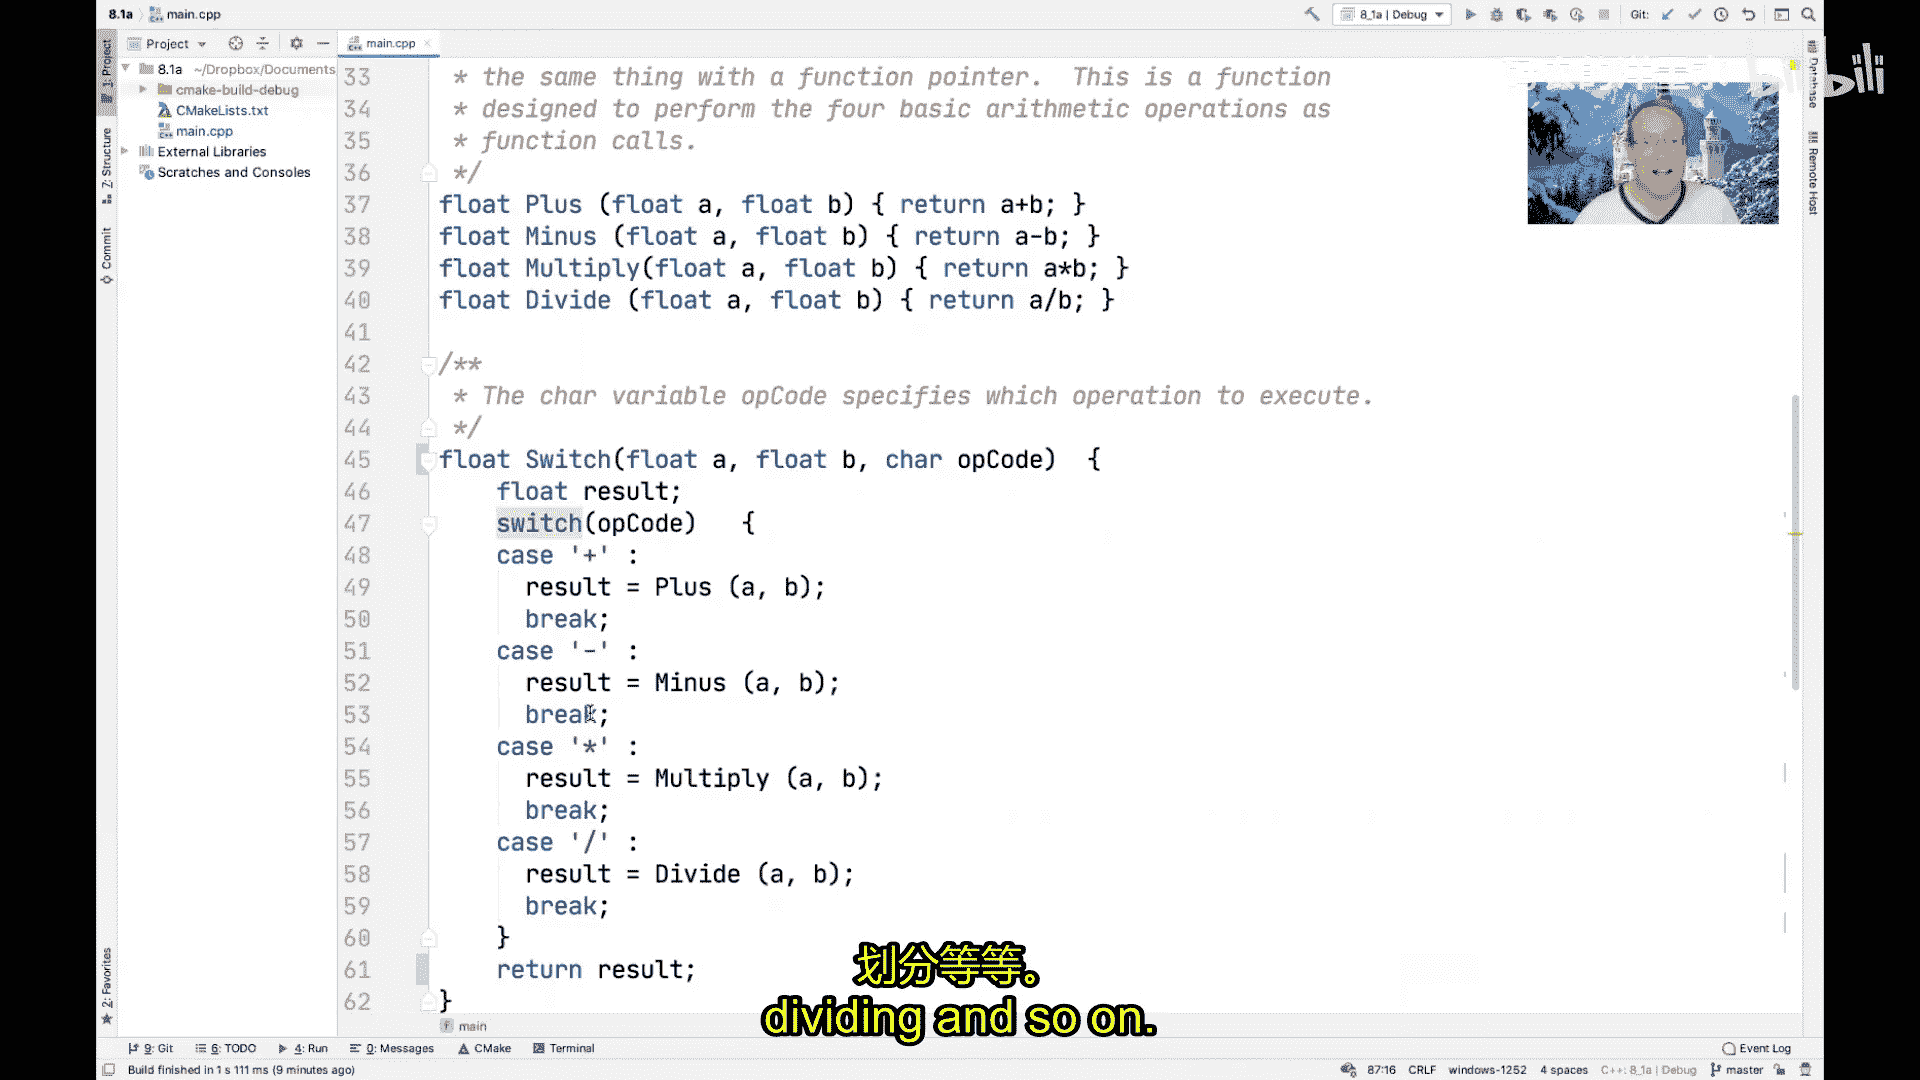 8.1a
main.cpp
8_1a | Debug
Git:
Project
main.cpp
8.1a ~/Dropbox/Documents
cmake-build-debug
CMakeLists.txt
main.cpp
External Libraries
Scratches and Consoles
1: Project
7: Structure
Commit
2: Favorites
Database
Remote Host
bilibili
33 * the same thing with a function pointer.  This is a function
34 * designed to perform the four basic arithmetic operations as
35 * function calls.
36 */
37 float Plus (float a, float b) { return a+b; }
38 float Minus (float a, float b) { return a-b; }
39 float Multiply(float a, float b) { return a*b; }
40 float Divide (float a, float b) { return a/b; }
41
42 /**
43 * The char variable opCode specifies which operation to execute.
44 */
45 float Switch(float a, float b, char opCode)  {
46 float result;
47 switch(opCode)   {
48 case '+' :
49 result = Plus (a, b);
50 break;
51 case '-' :
52 result = Minus (a, b);
53 break;
54 case '*' :
55 result = Multiply (a, b);
56 break;
57 case '/' :
58 result = Divide (a, b);
59 break;
60 }
61 return result;
62 }
划分等等。
dividing and so on.
main
9: Git
6: TODO
4: Run
0: Messages
CMake
Terminal
Event Log
Build finished in 1 s 111 ms (9 minutes ago)
87:16 CRLF windows-1252 4 spaces C++: 8_1a | Debug master